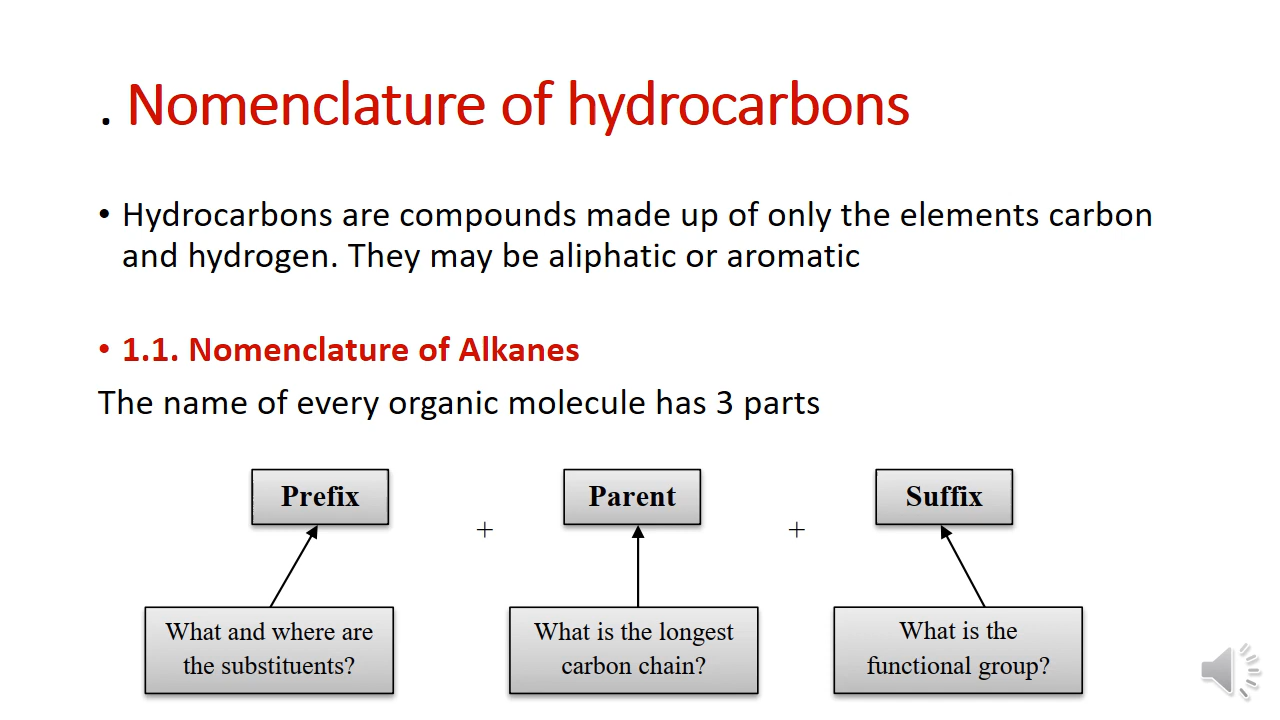 . Nomenclature of hydrocarbons
• Hydrocarbons are compounds made up of only the elements carbon
and hydrogen. They may be aliphatic or aromatic
• 1.1. Nomenclature of Alkanes
The name of every organic molecule has 3 parts
Prefix + Parent + Suffix
What and where are
the substituents?
What is the longest
carbon chain?
What is the
functional group?